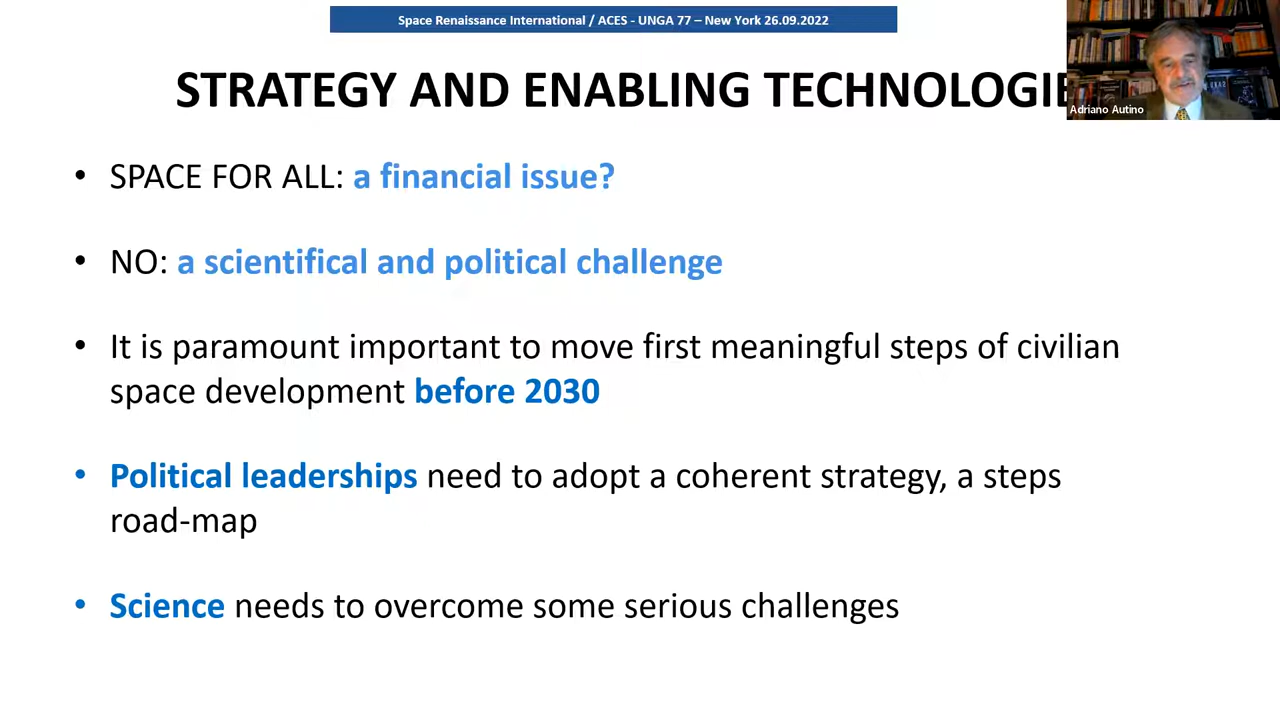 Space Renaissance International / ACES - UNGA 77 – New York 26.09.2022
STRATEGY AND ENABLING TECHNOLOGIE
Adriano Autino
• SPACE FOR ALL: a financial issue?
• NO: a scientifical and political challenge
• It is paramount important to move first meaningful steps of civilian
space development before 2030
• Political leaderships need to adopt a coherent strategy, a steps
road-map
• Science needs to overcome some serious challenges